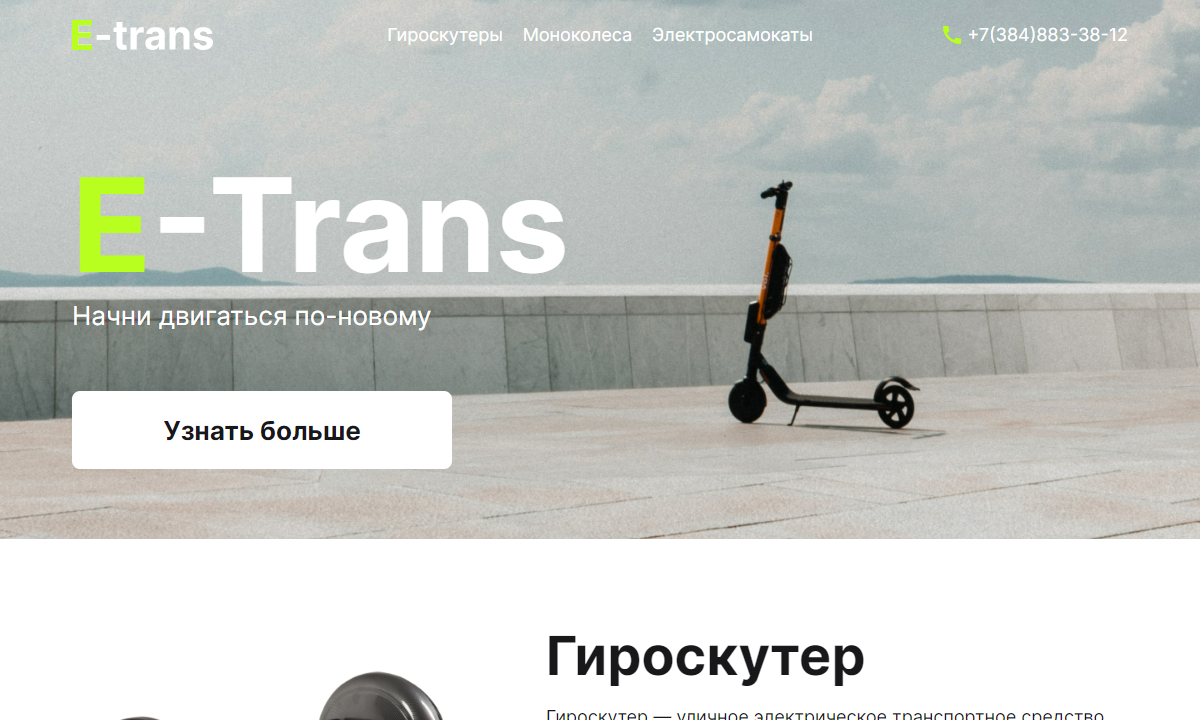 E-trans
Гироскутеры Моноколеса Электросамокаты
+7(384)883-38-12
E-Trans
Начни двигаться по-новому
Узнать больше
Гироскутер
Гироскутер — уличное электрическое транспортное средство